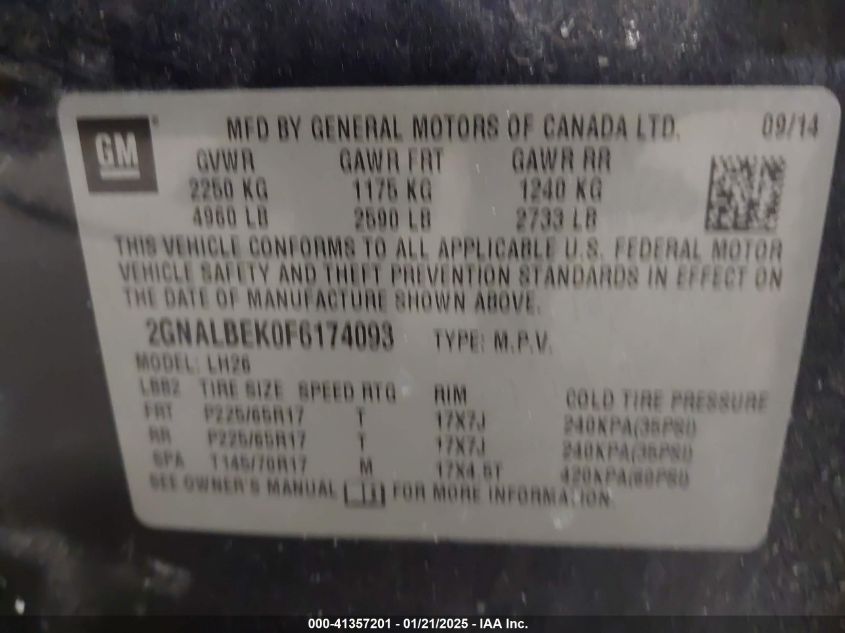 GM
MFD BY GENERAL MOTORS OF CANADA LTD. 09/14
GVWR GAWR FRT GAWR RR
2250 KG 1175 KG 1240 KG
4960 LB 2590 LB 2733 LB
THIS VEHICLE CONFORMS TO ALL APPLICABLE U.S. FEDERAL MOTOR
VEHICLE SAFETY AND THEFT PREVENTION STANDARDS IN EFFECT ON
THE DATE OF MANUFACTURE SHOWN ABOVE.
2GNALBEK0F6174093 TYPE: M.P.V.
MODEL: LH26
LBB2 TIRE SIZE SPEED RTG RIM COLD TIRE PRESSURE
FRT P225/65R17 T 17X7J 240KPA(35PSI)
RR P225/65R17 T 17X7J 240KPA(35PSI)
SPA T145/70R17 M 17X4.5T 420KPA(60PSI)
SEE OWNER'S MANUAL FOR MORE INFORMATION.
000-41357201 - 01/21/2025 - IAA Inc.